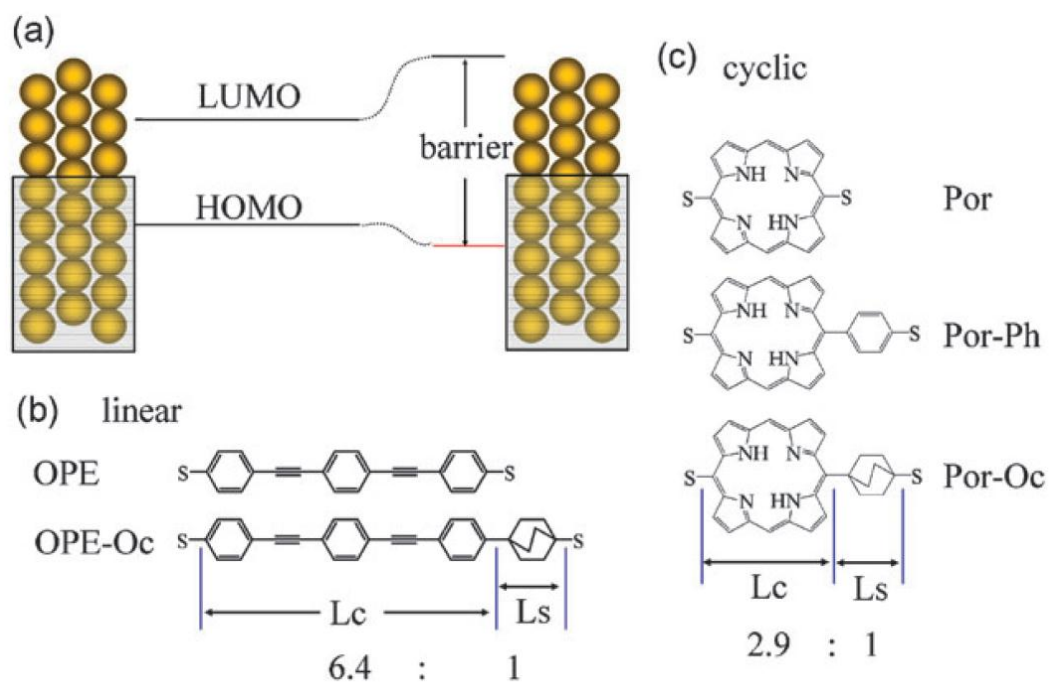 (a)
LUMO
barrier
HOMO
(b) linear
OPE
S S
OPE-Oc
S S
Lc Ls
6.4 : 1
(c) cyclic
NH N
S S
N HN
Por
NH N
S S
N HN
Por-Ph
NH N
S S
N HN
Por-Oc
Lc Ls
2.9 : 1